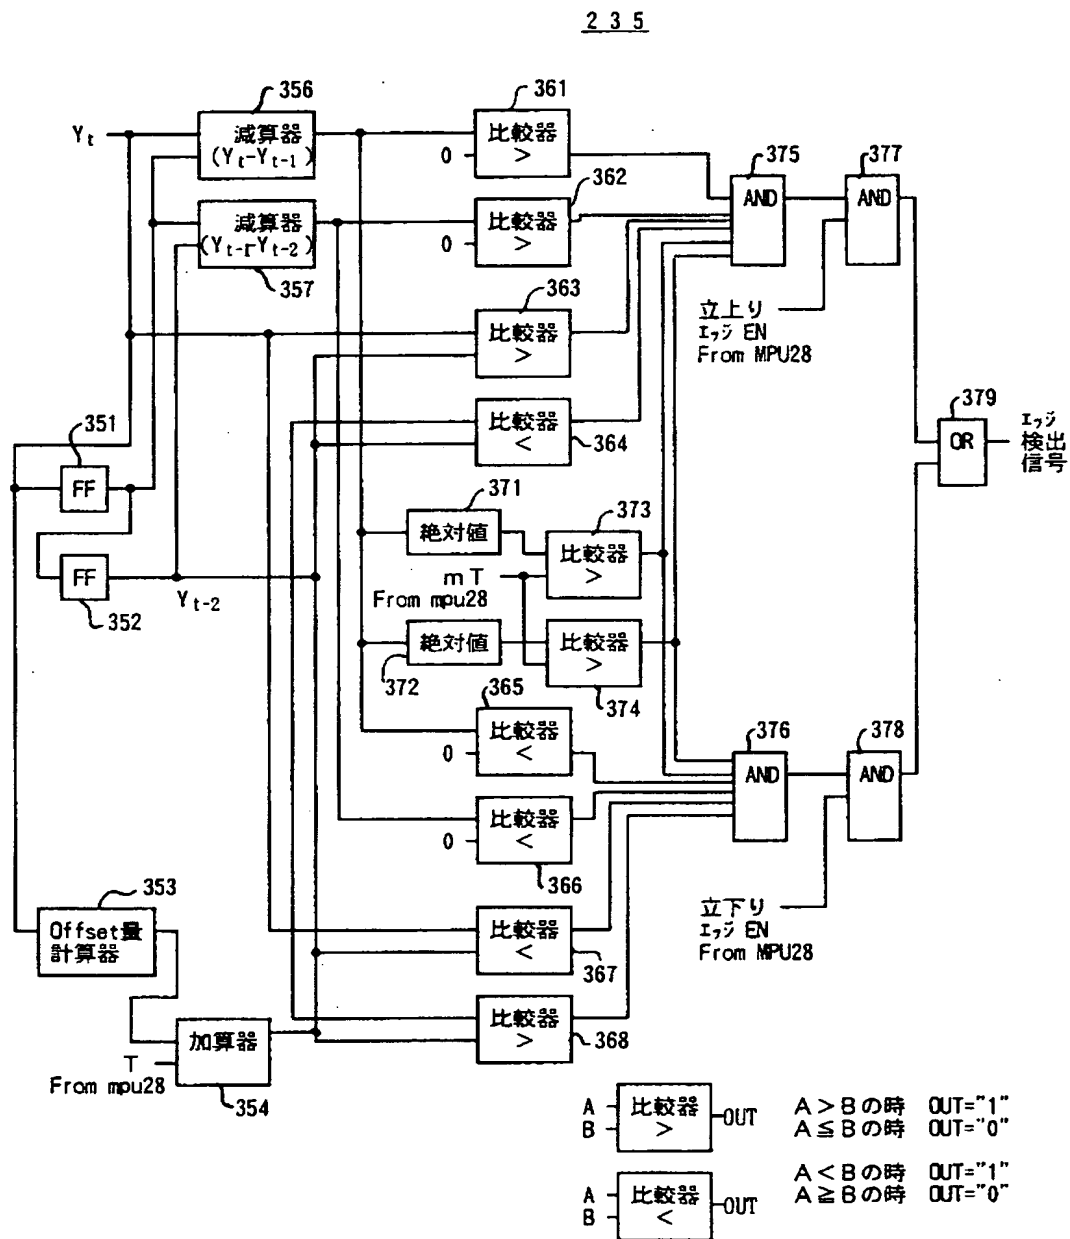 235
356
361
Yt
減算器
(Yt-Yt-1)
0
比較器
>
375
AND
377
AND
362
減算器
(Yt-1-Yt-2)
357
0
比較器
>
363
比較器
>
立上り
エッジ EN
From MPU28
351
FF
比較器
<
364
379
OR
エッジ
検出
信号
371
絶対値
373
比較器
>
FF
352
Yt-2
mT
From mpu28
絶対値
372
比較器
>
374
365
0
比較器
<
376
AND
378
AND
比較器
<
0
366
353
Offset量
計算器
比較器
<
367
立下り
エッジ EN
From MPU28
加算器
T
From mpu28
354
比較器
>
368
A
B
比較器
>
OUT
A>Bの時 OUT="1"
A≦Bの時 OUT="0"
A
B
比較器
<
OUT
A<Bの時 OUT="1"
A≧Bの時 OUT="0"